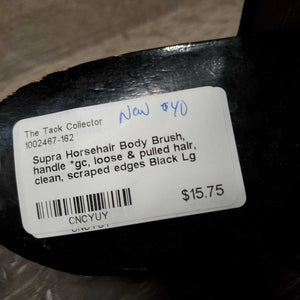 New $40
The Tack Collector
1002467-162
Supra Horsehair Body Brush,
handle *gc, loose & pulled hair,
clean, scraped edges Black Lg
CNCYUY
CNCYUY
$15.75